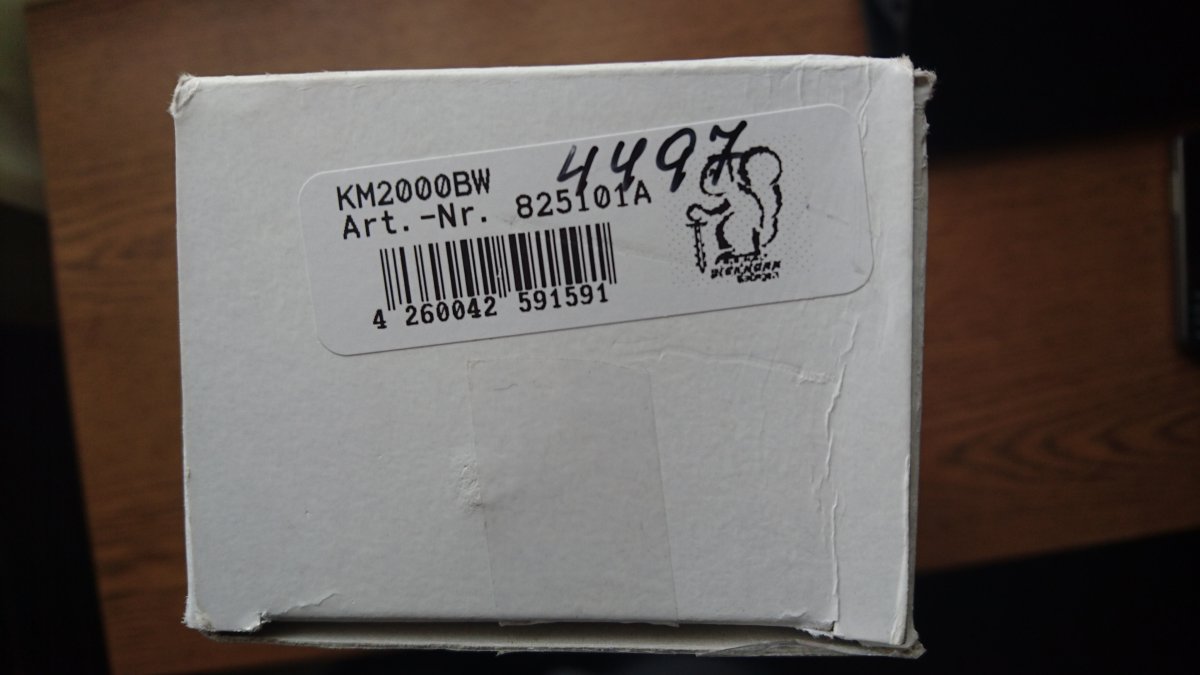 4497
KM2000BW
Art.-Nr. 825101A
4 260042 591591